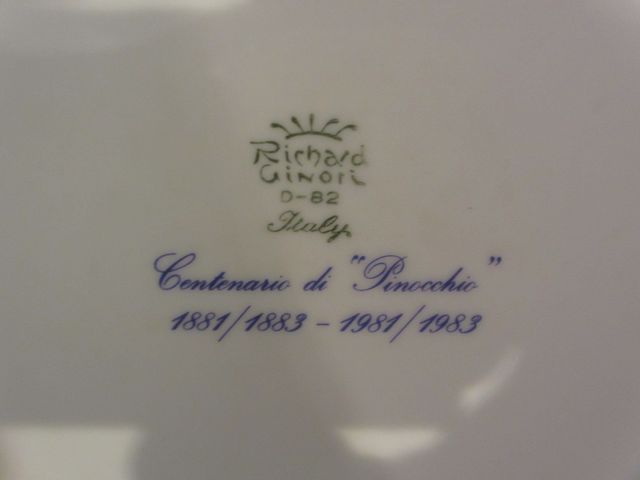 Richard
GINORI
D-82
Italy
Centenario di "Pinocchio"
1881/1883 - 1981/1983